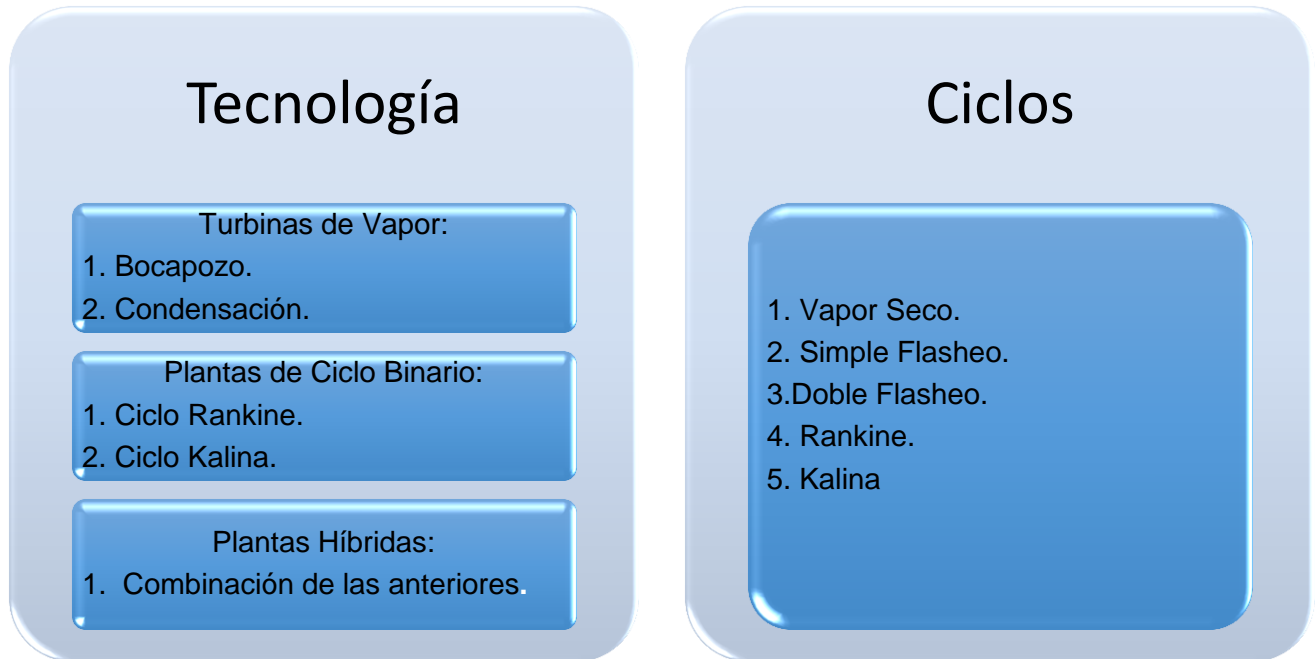 Tecnología
Turbinas de Vapor:
1. Bocapozo.
2. Condensación.
Plantas de Ciclo Binario:
1. Ciclo Rankine.
2. Ciclo Kalina.
Plantas Híbridas:
1. Combinación de las anteriores.
Ciclos
1. Vapor Seco.
2. Simple Flasheo.
3.Doble Flasheo.
4. Rankine.
5. Kalina